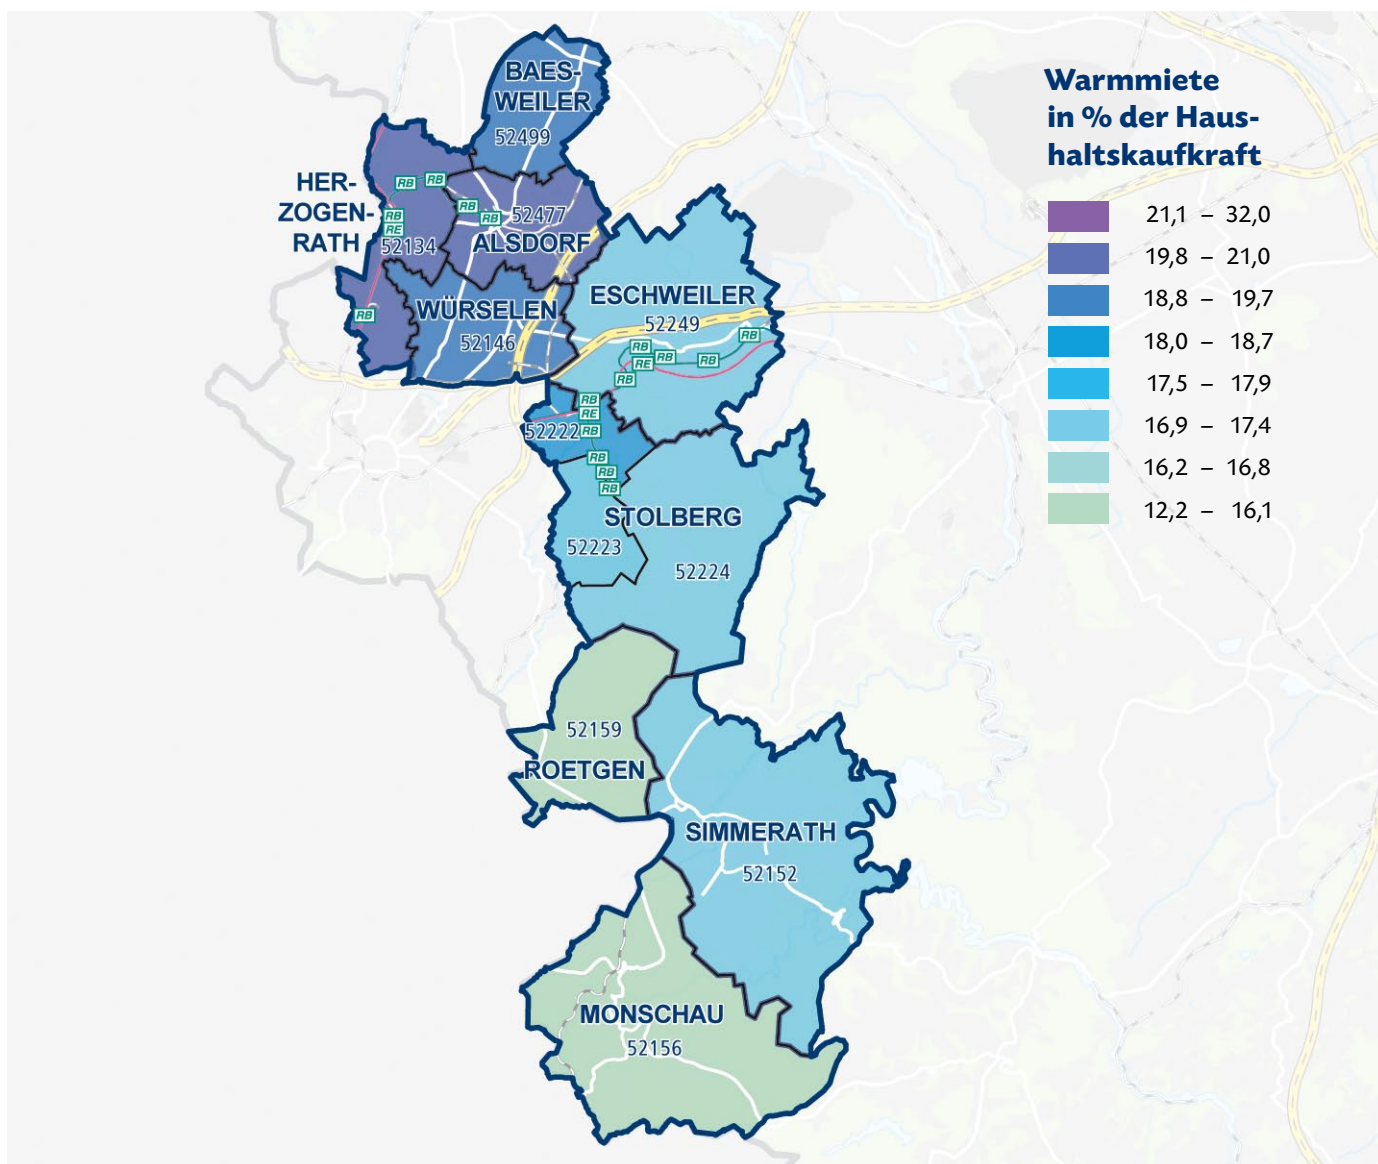 Warmmiete
in % der Haus-
haltskaufkraft
21,1 – 32,0
19,8 – 21,0
18,8 – 19,7
18,0 – 18,7
17,5 – 17,9
16,9 – 17,4
16,2 – 16,8
12,2 – 16,1
BAES-
WEILER
52499
HER-
ZOGEN-
RATH
52134
RB
RB
RB
RE
RB
RB
RB
52477
ALSDORF
WÜRSELEN
52146
ESCHWEILER
52249
RB
RB
RE
RB
RB
RB
RB
RE
52222
RB
RB
RB
RB
STOLBERG
52223
52224
52159
ROETGEN
SIMMERATH
52152
MONSCHAU
52156